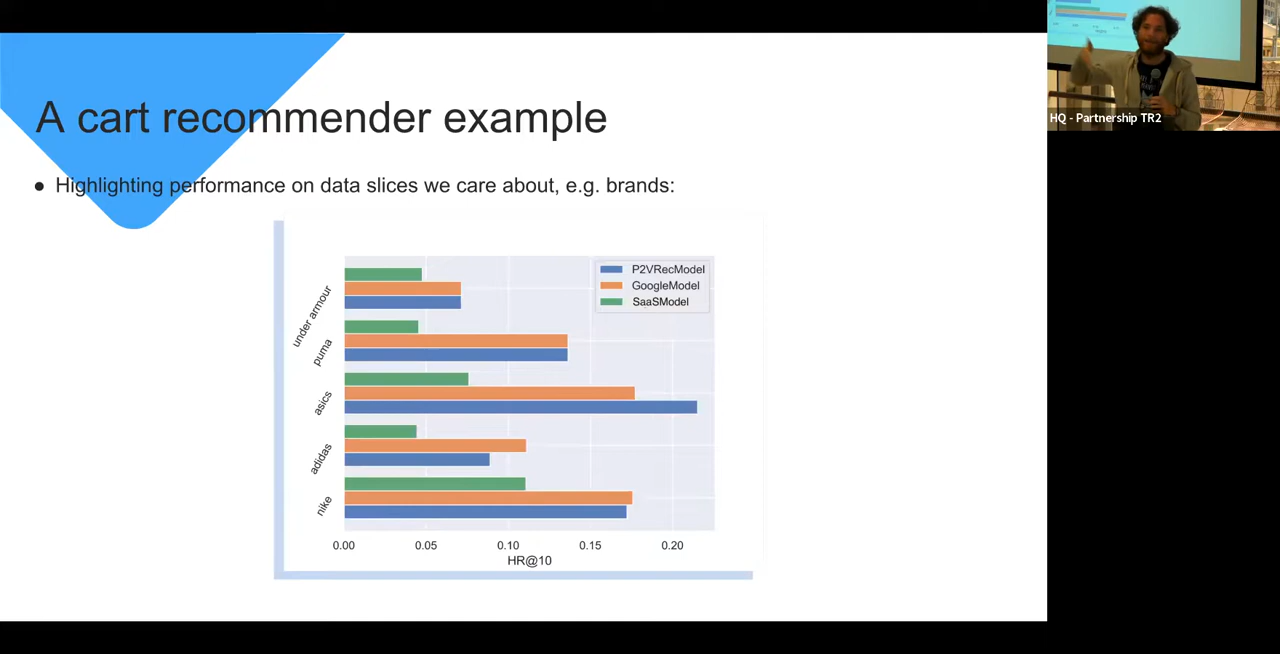 A cart recommender example
● Highlighting performance on data slices we care about, e.g. brands:
P2VRecModel
GoogleModel
SaaSModel
under armour
puma
asics
adidas
nike
0.00 0.05 0.10 0.15 0.20
HR@10
HQ - Partnership TR2